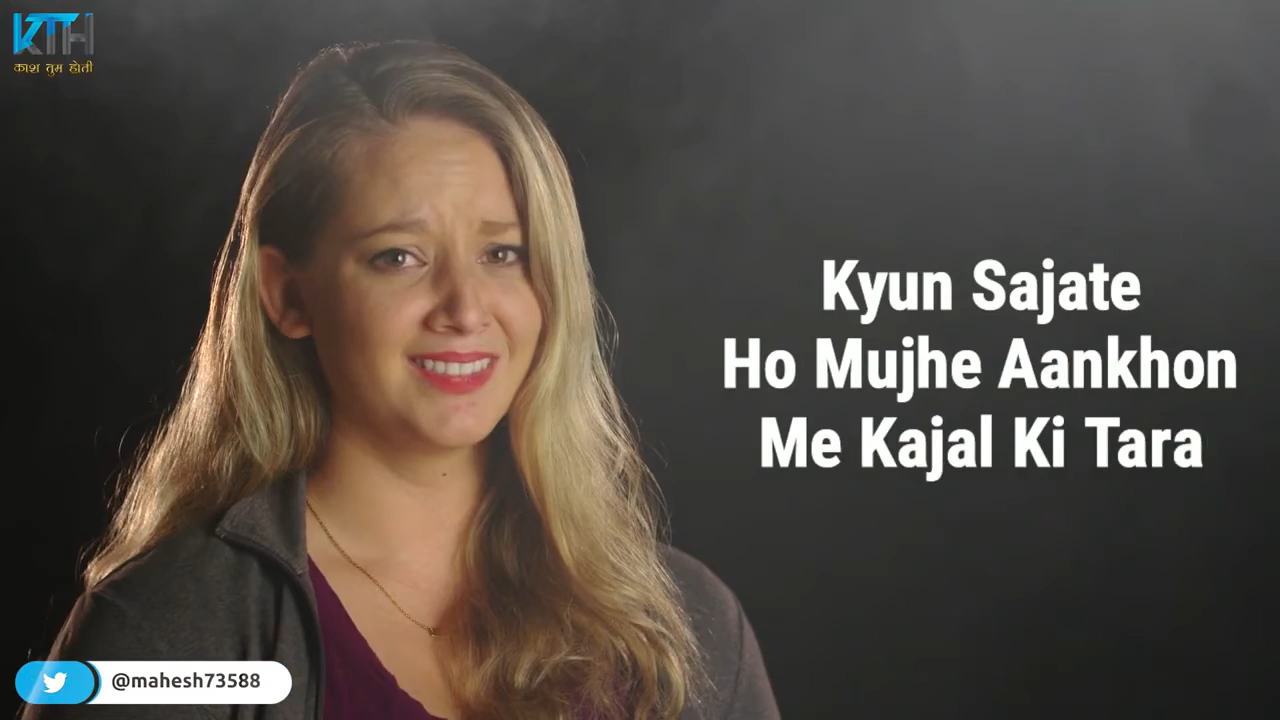 KTH
काश तुम होती
Kyun Sajate
Ho Mujhe Aankhon
Me Kajal Ki Tara
@mahesh73588